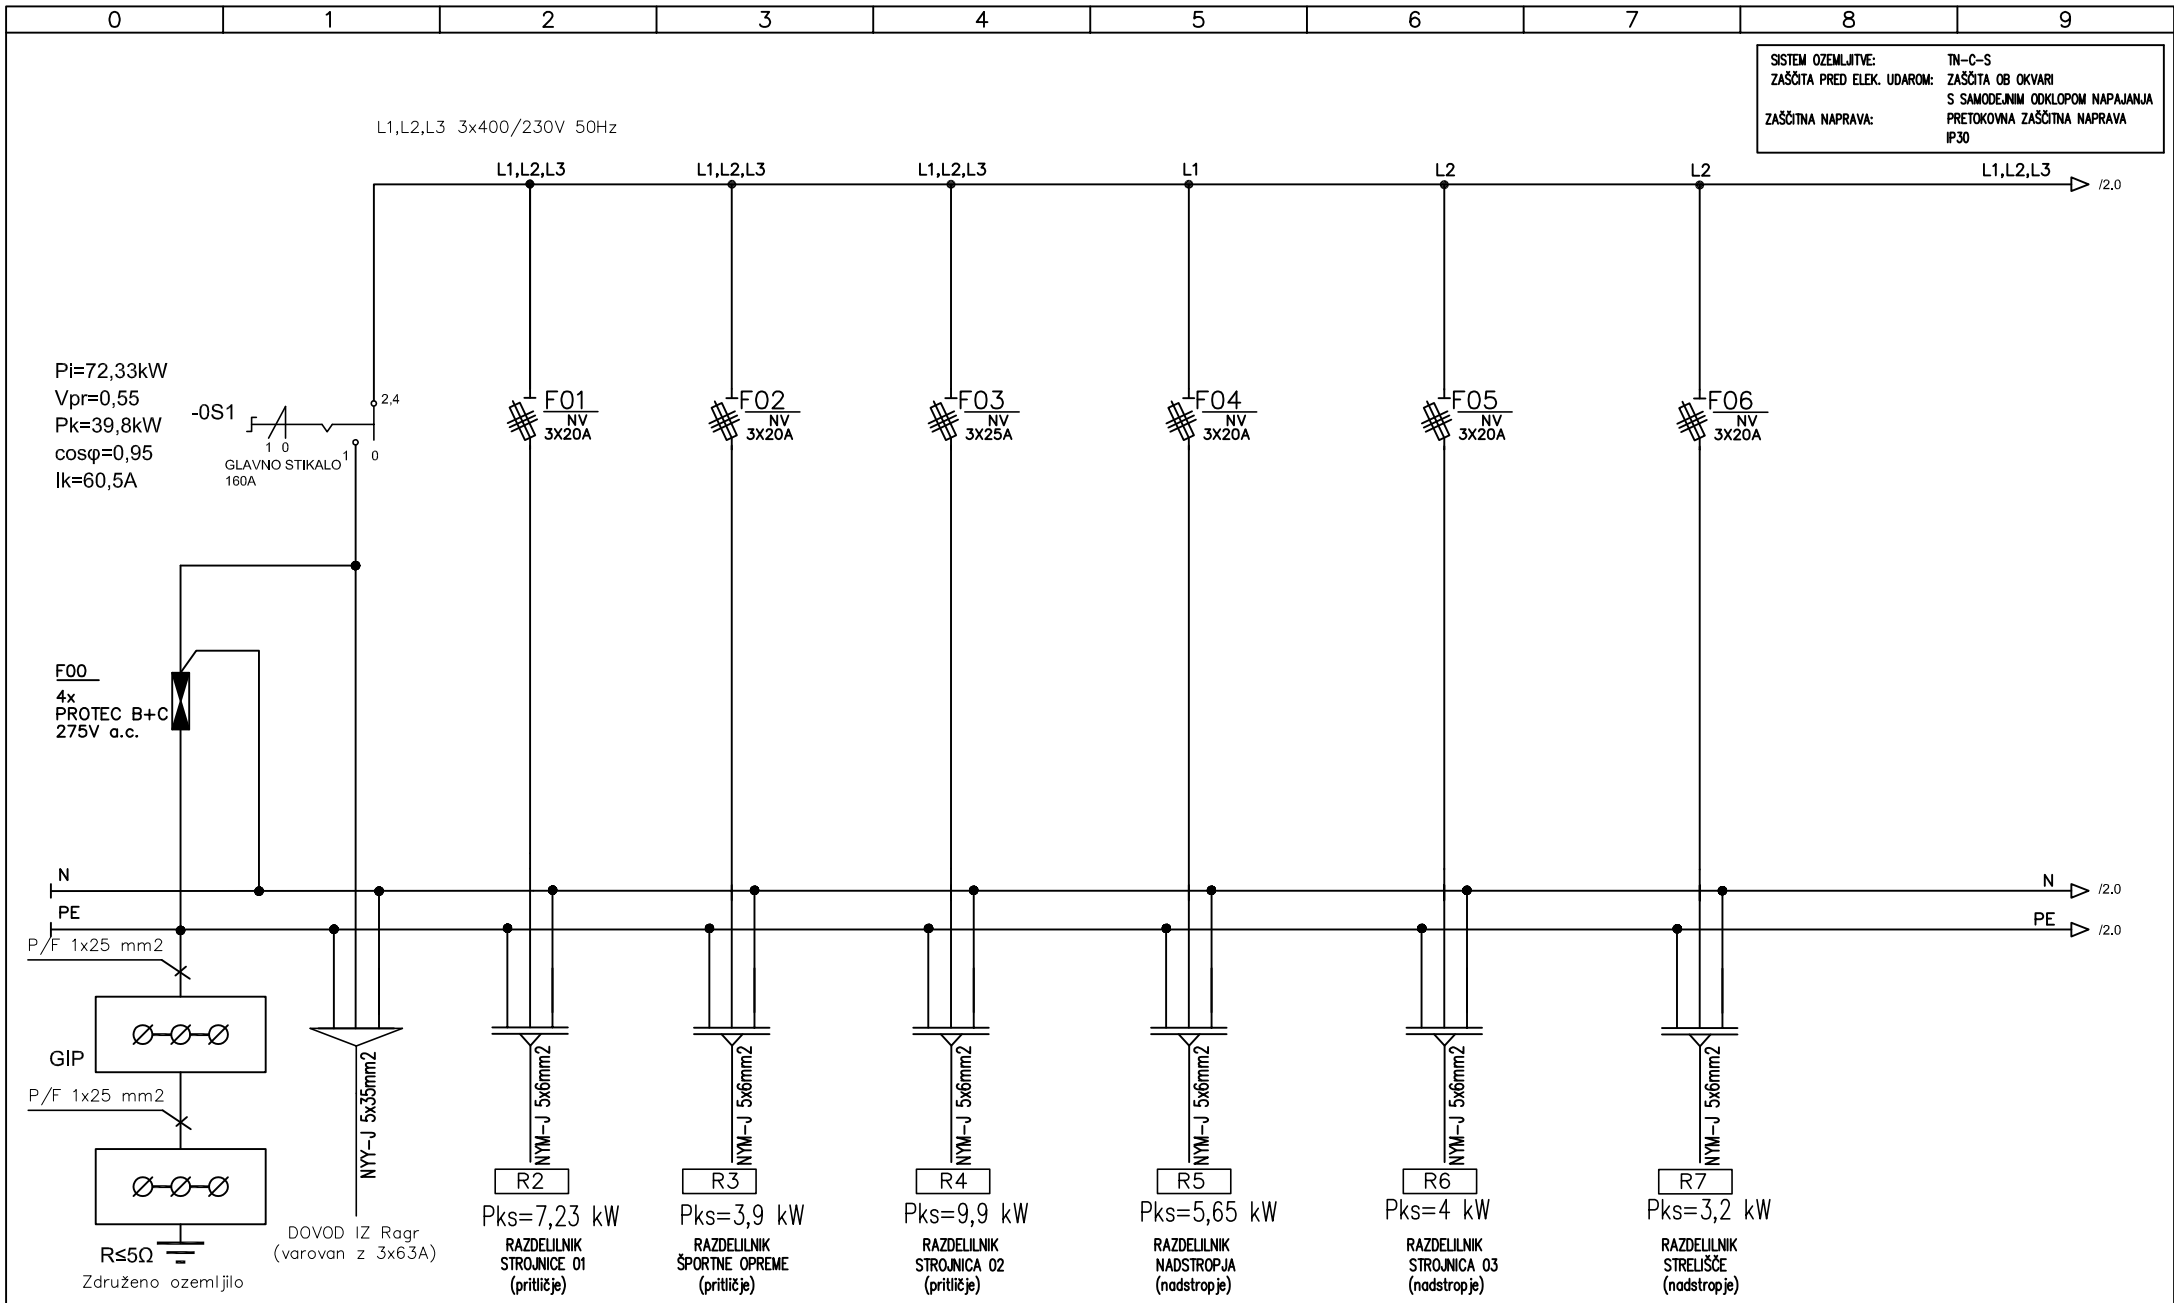 0 1 2 3 4 5 6 7 8 9
SISTEM OZEMLJITVE: TN-C-S
ZAŠČITA PRED ELEK. UDAROM: ZAŠČITA OB OKVARI
S SAMODEJNIM ODKLOPOM NAPAJANJA
ZAŠČITNA NAPRAVA: PRETOKOVNA ZAŠČITNA NAPRAVA
IP30
L1,L2,L3 3x400/230V 50Hz
L1,L2,L3 L1,L2,L3 L1,L2,L3 L1 L2 L2 L1,L2,L3 /2.0
Pi=72,33kW
Vpr=0,55
Pk=39,8kW
cosφ=0,95
Ik=60,5A
-0S1
2,4
1 0
1 0
GLAVNO STIKALO
160A
F01
NV
3X20A
F02
NV
3X20A
F03
NV
3X25A
F04
NV
3X20A
F05
NV
3X20A
F06
NV
3X20A
F00
4x
PROTEC B+C
275V a.c.
N N /2.0
PE PE /2.0
P/F 1x25 mm2
GIP
P/F 1x25 mm2
R≤5Ω
Združeno ozemljilo
NYY-J 5x35mm2
DOVOD IZ Ragr
(varovan z 3x63A)
NYM-J 5x6mm2
R2
Pks=7,23 kW
RAZDELILNIK
STROJNICE 01
(pritličje)
NYM-J 5x6mm2
R3
Pks=3,9 kW
RAZDELILNIK
ŠPORTNE OPREME
(pritličje)
NYM-J 5x6mm2
R4
Pks=9,9 kW
RAZDELILNIK
STROJNICA 02
(pritličje)
NYM-J 5x6mm2
R5
Pks=5,65 kW
RAZDELILNIK
NADSTROPJA
(nadstropje)
NYM-J 5x6mm2
R6
Pks=4 kW
RAZDELILNIK
STROJNICA 03
(nadstropje)
NYM-J 5x6mm2
R7
Pks=3,2 kW
RAZDELILNIK
STRELIŠČE
(nadstropje)